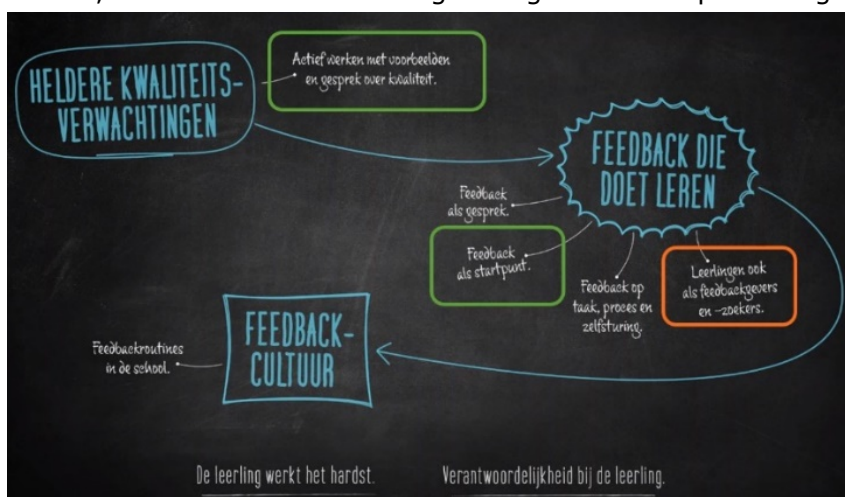 HELDERE KWALITEITS-
VERWACHTINGEN
Actief werken met voorbeelden
en gesprek over kwaliteit.
FEEDBACK DIE
DOET LEREN
Feedback
als gesprek.
Feedback
als startpunt.
Feedback op
taak, proces en
zelfsturing.
Leerlingen ook
als feedbackgevers
en -zoekers.
FEEDBACK-
CULTUUR
Feedbackroutines
in de school.
De leerling werkt het hardst.
Verantwoordelijkheid bij de leerling.